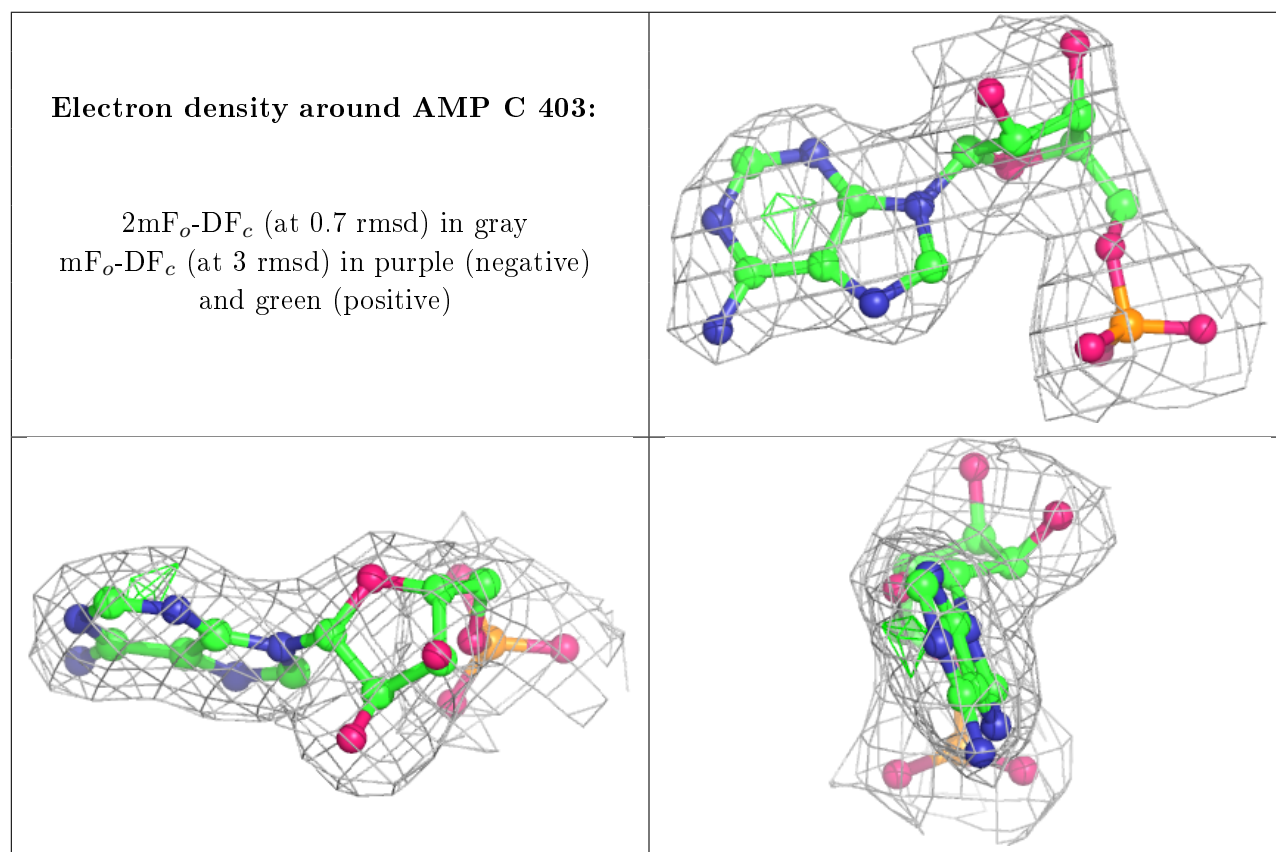 Electron density around AMP C 403:
2mFo-DFc (at 0.7 rmsd) in gray
mFo-DFc (at 3 rmsd) in purple (negative)
and green (positive)